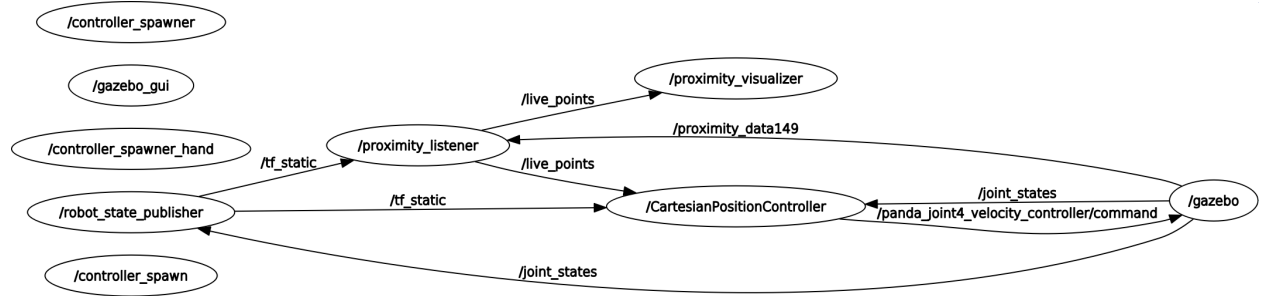 /controller_spawner
/gazebo_gui
/proximity_visualizer
/live_points
/proximity_data149
/controller_spawner_hand
/proximity_listener
/tf_static
/live_points
/joint_states
/tf_static
/robot_state_publisher
/CartesianPositionController
/gazebo
/panda_joint4_velocity_controller/command
/controller_spawn
/joint_states